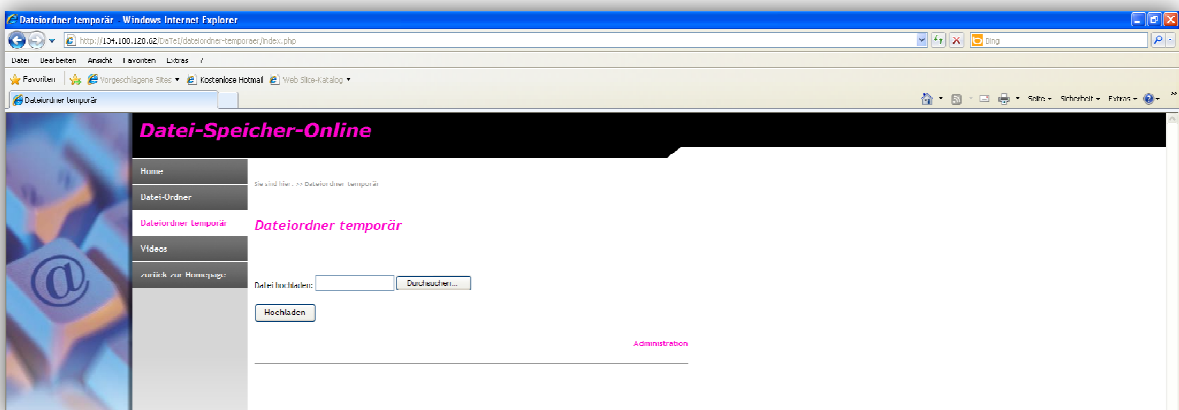 Dateiordner temporär - Windows Internet Explorer
http://134.100.120.62/DaTeI/dateiordner-temporaer/index.php
Bing
Datei Bearbeiten Ansicht Favoriten Extras ?
Favoriten Vorgeschlagene Sites Kostenlose Hotmail Web Slice-Katalog
Dateiordner temporär
Seite Sicherheit Extras
Datei-Speicher-Online
Home
Datei-Ordner
Dateiordner temporär
Videos
zurück zur Homepage
Sie sind hier: >> Dateiordner temporär
Dateiordner temporär
Datei hochladen: Durchsuchen...
Hochladen
Administration